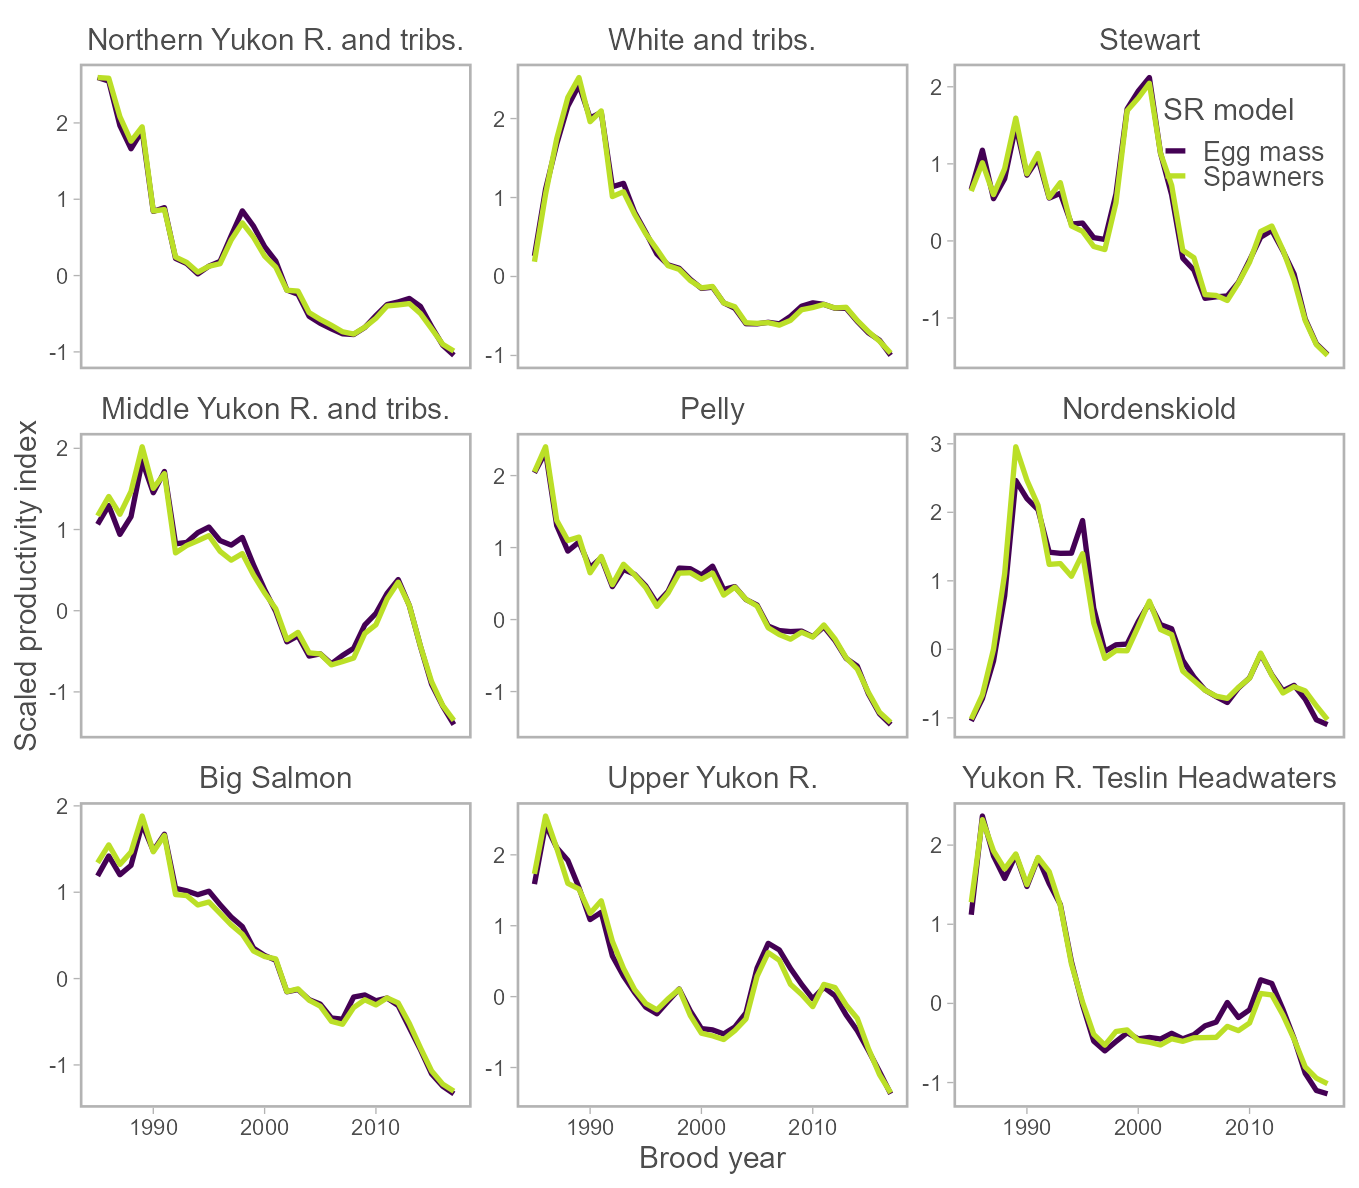 Northern Yukon R. and tribs.
White and tribs.
Stewart
2
1
0
-1
2
1
0
-1
2
1
0
-1
SR model
Egg mass
Spawners
Middle Yukon R. and tribs.
Pelly
Nordenskiold
2
1
0
-1
2
1
0
-1
3
2
1
0
-1
Scaled productivity index
Big Salmon
Upper Yukon R.
Yukon R. Teslin Headwaters
2
1
0
-1
2
1
0
-1
2
1
0
-1
1990 2000 2010
1990 2000 2010
1990 2000 2010
Brood year